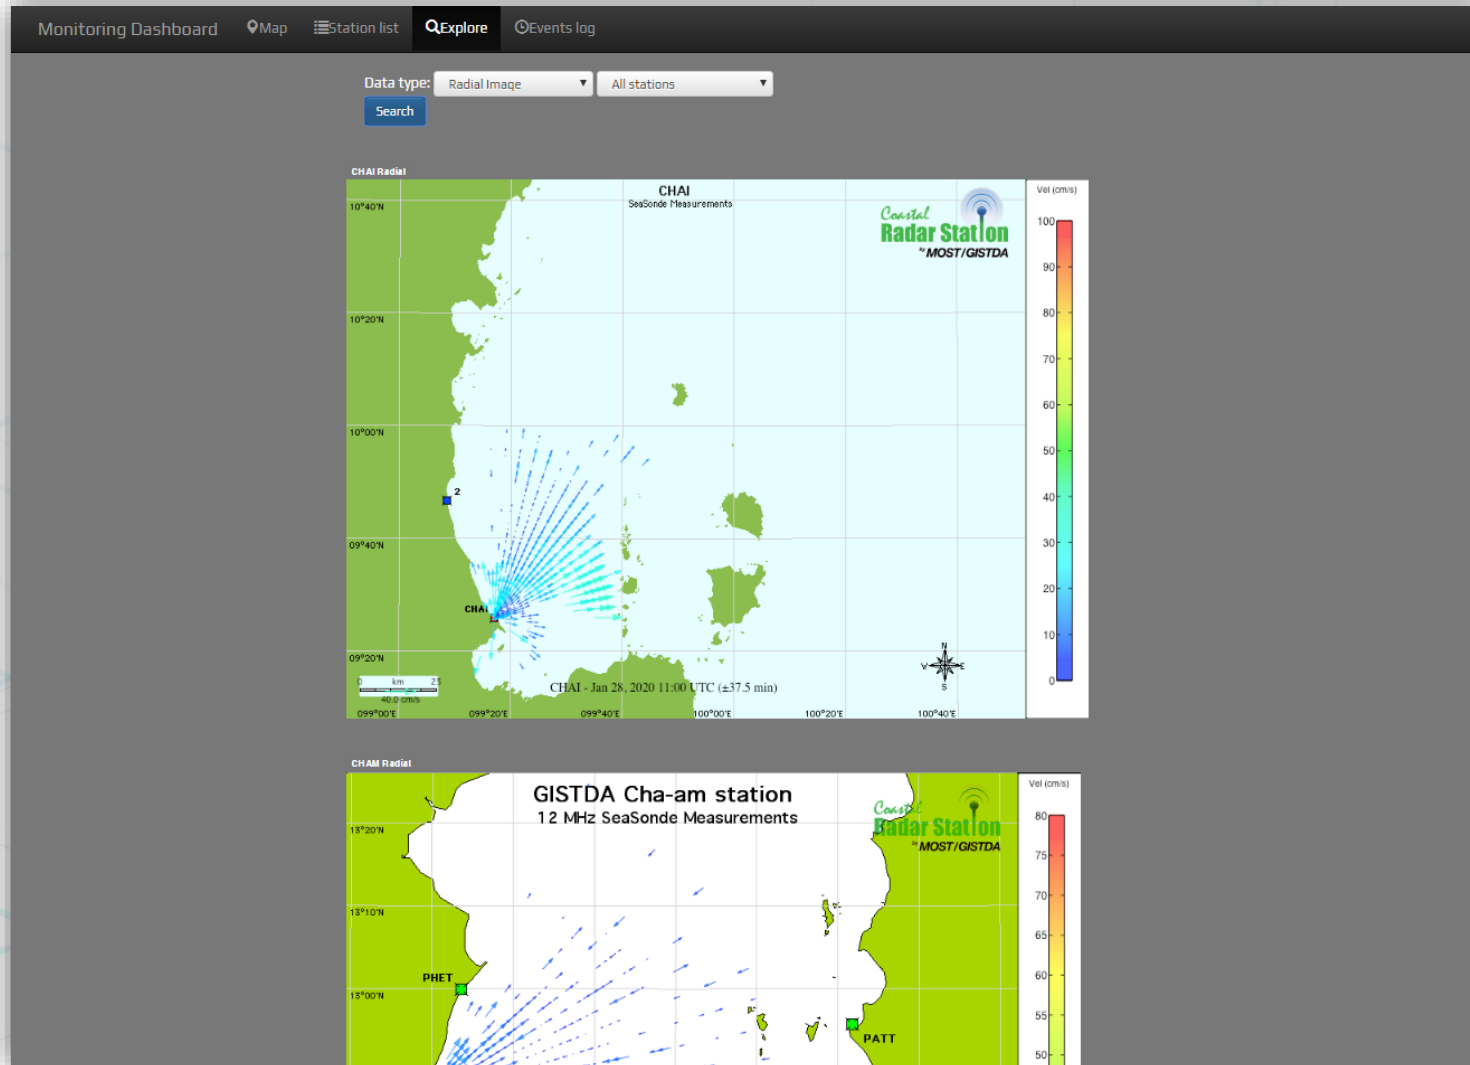 Monitoring Dashboard Map Station list Explore Events log
Data type: Radial Image All stations
Search
CHAI Radial
CHAI
SeaSonde Measurements
Coastal
Radar Station
by MOST/GISTDA
Vel (cm/s)
100
90
80
70
60
50
40
30
20
10
0
10°40'N
10°20'N
10°00'N
09°40'N
09°20'N
2
CHAI
N
W E
S
0 km 25
40.0 cm/s
CHAI - Jan 28, 2020 11:00 UTC (±37.5 min)
099°00'E 099°20'E 099°40'E 100°00'E 100°20'E 100°40'E
CHAM Radial
GISTDA Cha-am station
12 MHz SeaSonde Measurements
Coastal
Radar Station
by MOST/GISTDA
Vel (cm/s)
80
75
70
65
60
55
50
13°20'N
13°10'N
13°00'N
PHET
PATT